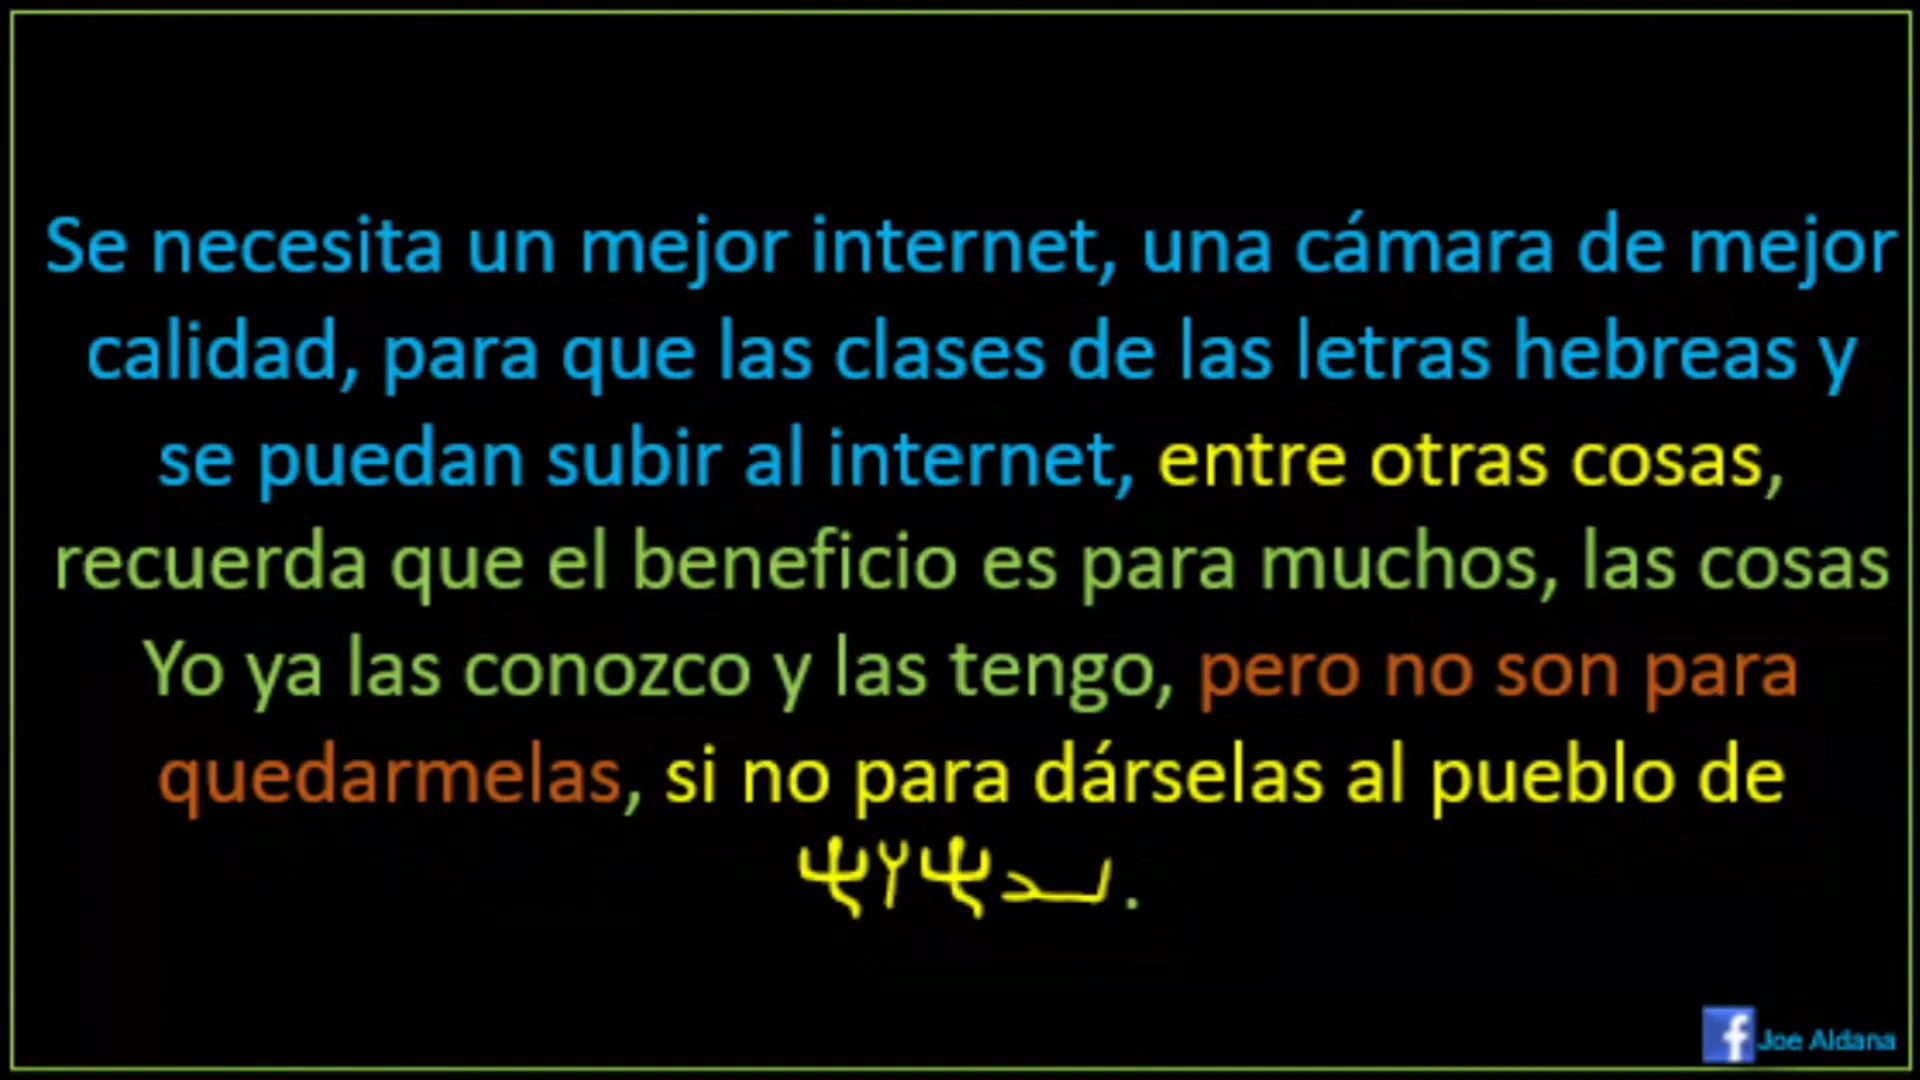 Se necesita un mejor internet, una cámara de mejor
calidad, para que las clases de las letras hebreas y
se puedan subir al internet, entre otras cosas,
recuerda que el beneficio es para muchos, las cosas
Yo ya las conozco y las tengo, pero no son para
quedarmelas, si no para dárselas al pueblo de
.
Joe Aldana